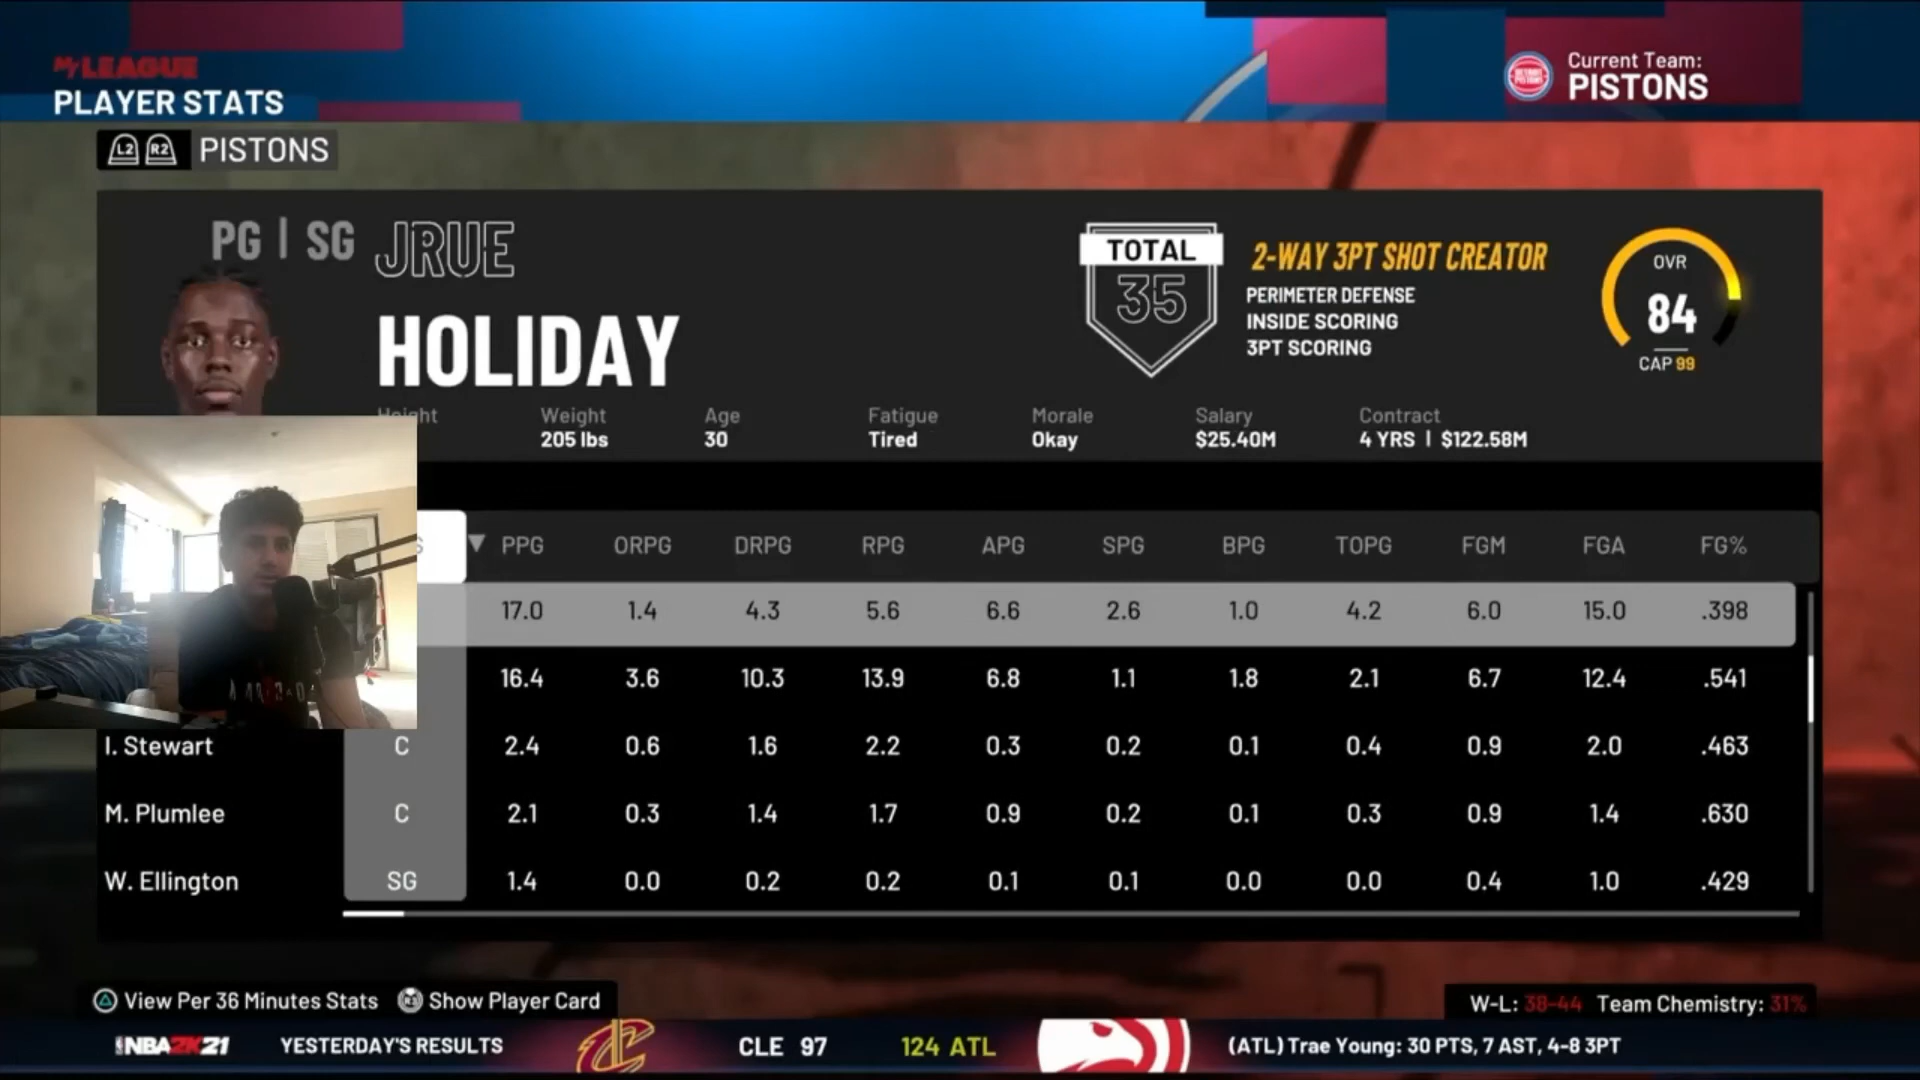 MyLEAGUE
PLAYER STATS
Current Team:
PISTONS
L2 R2 PISTONS
PG | SG JRUE
HOLIDAY
TOTAL
35
2-WAY 3PT SHOT CREATOR
PERIMETER DEFENSE
INSIDE SCORING
3PT SCORING
OVR
84
CAP 99
Height Weight Age Fatigue Morale Salary Contract
205 lbs 30 Tired Okay $25.40M 4 YRS | $122.58M
S PPG ORPG DRPG RPG APG SPG BPG TOPG FGM FGA FG%
17.0 1.4 4.3 5.6 6.6 2.6 1.0 4.2 6.0 15.0 .398
16.4 3.6 10.3 13.9 6.8 1.1 1.8 2.1 6.7 12.4 .541
I. Stewart C 2.4 0.6 1.6 2.2 0.3 0.2 0.1 0.4 0.9 2.0 .463
M. Plumlee C 2.1 0.3 1.4 1.7 0.9 0.2 0.1 0.3 0.9 1.4 .630
W. Ellington SG 1.4 0.0 0.2 0.2 0.1 0.1 0.0 0.0 0.4 1.0 .429
View Per 36 Minutes Stats R3 Show Player Card
W-L: 38-44 Team Chemistry: 31%
NBA2K21 YESTERDAY'S RESULTS CLE 97 124 ATL (ATL) Trae Young: 30 PTS, 7 AST, 4-8 3PT